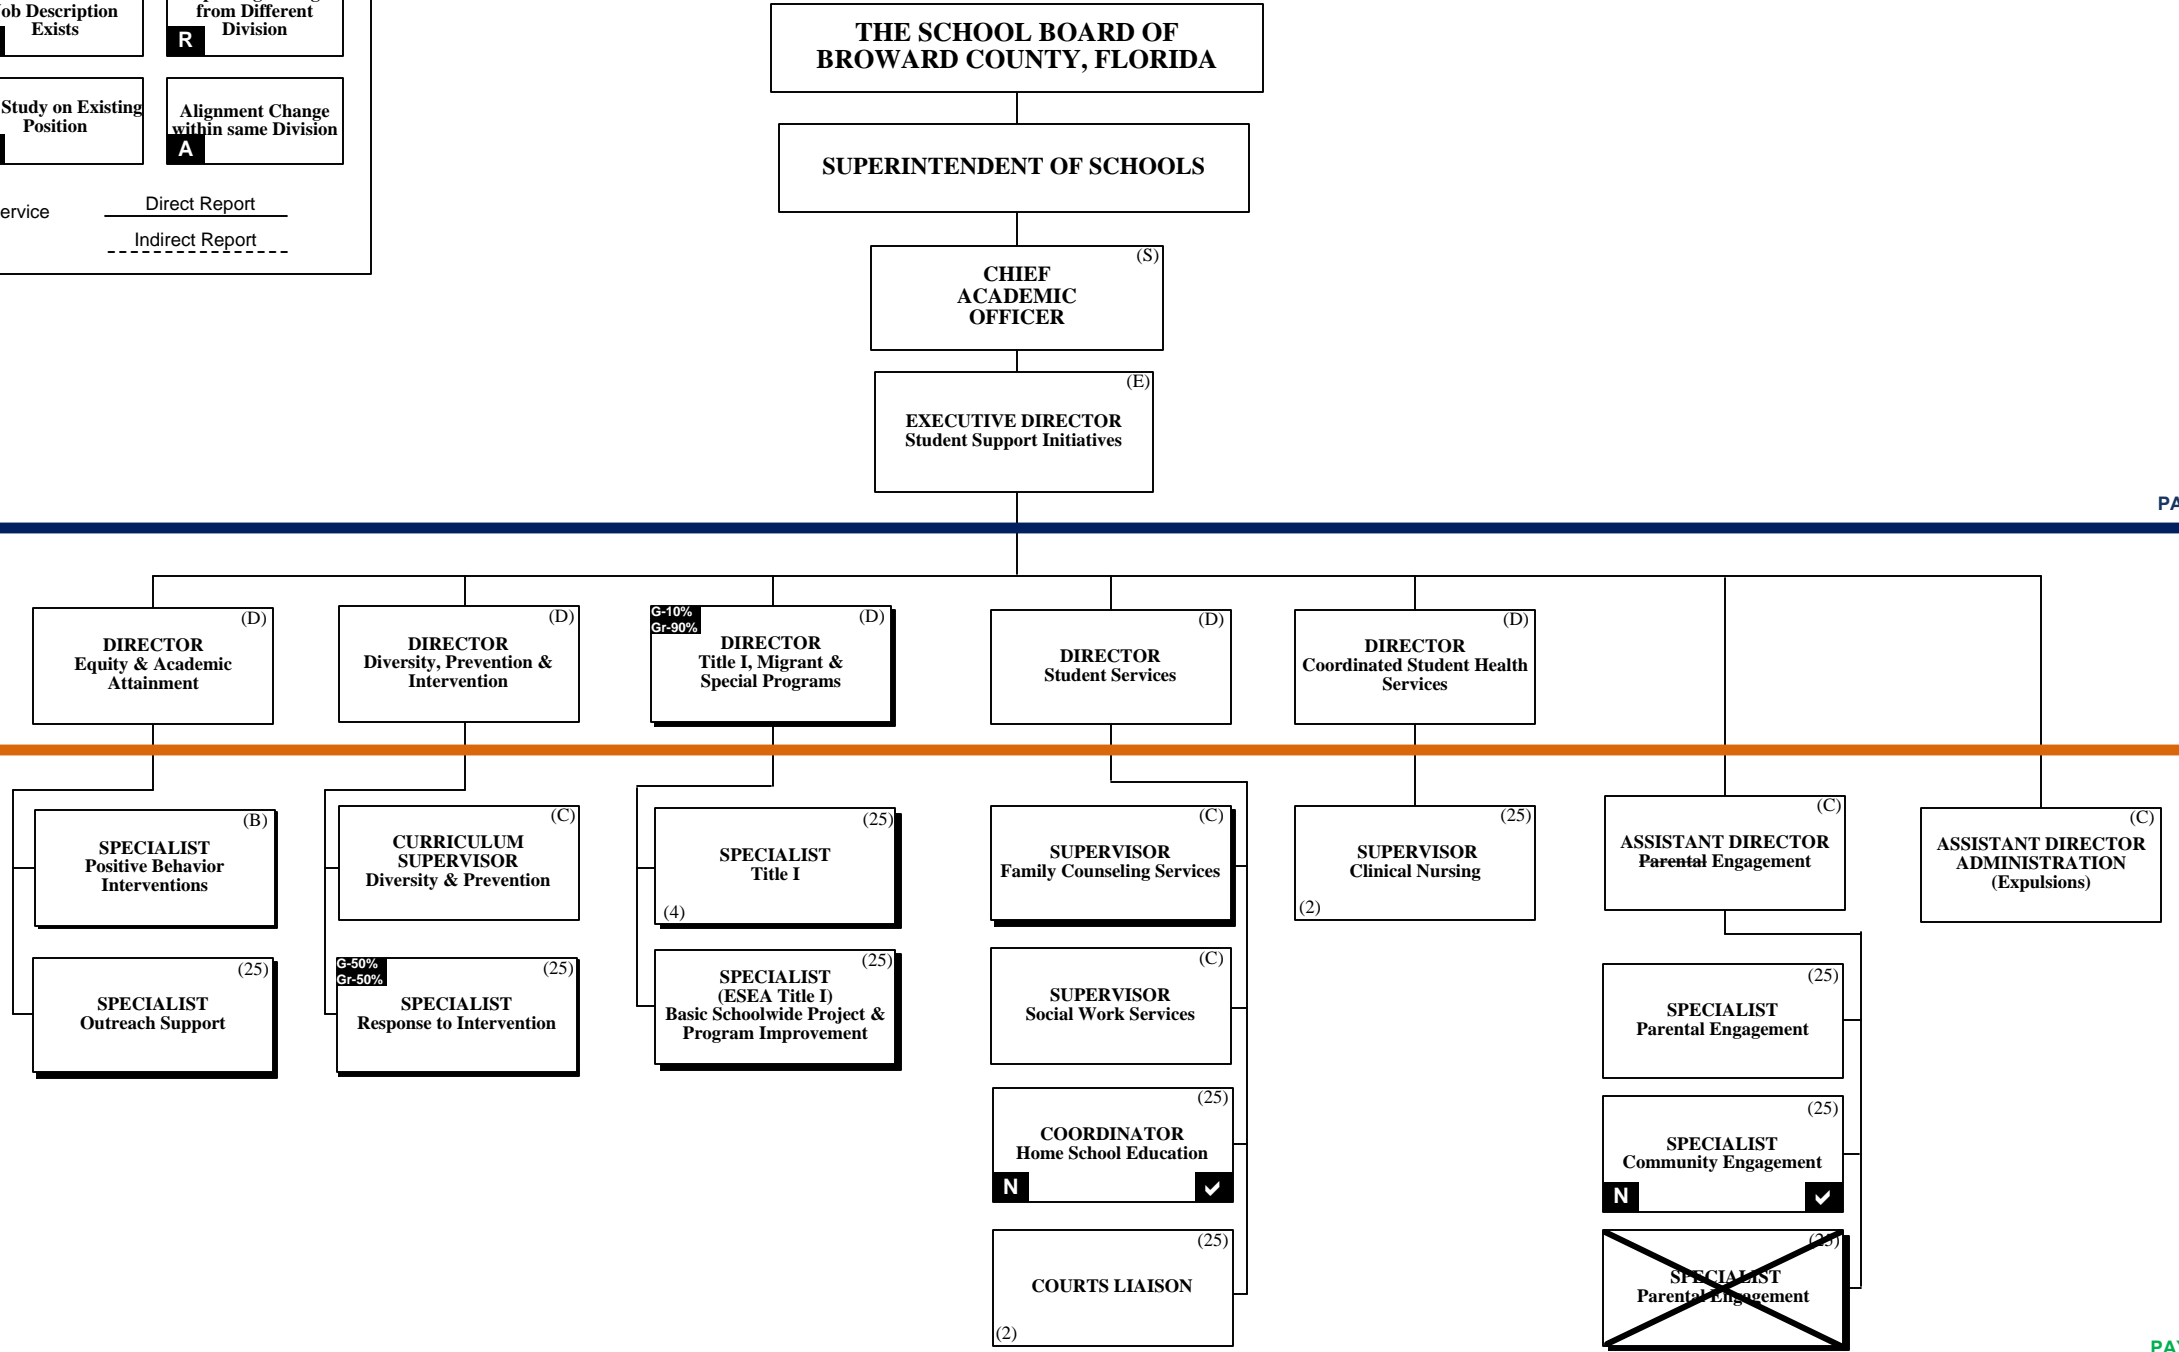 ob Description
Exists
from Different
Division
R
Study on Existing
Position
Alignment Change
within same Division
A
ervice
Direct Report
Indirect Report
THE SCHOOL BOARD OF
BROWARD COUNTY, FLORIDA
SUPERINTENDENT OF SCHOOLS
(S)
CHIEF
ACADEMIC
OFFICER
(E)
EXECUTIVE DIRECTOR
Student Support Initiatives
PA
(D)
DIRECTOR
Equity & Academic
Attainment
(D)
DIRECTOR
Diversity, Prevention &
Intervention
G-10%
Gr-90%
(D)
DIRECTOR
Title I, Migrant &
Special Programs
(D)
DIRECTOR
Student Services
(D)
DIRECTOR
Coordinated Student Health
Services
(B)
SPECIALIST
Positive Behavior
Interventions
(25)
SPECIALIST
Outreach Support
(C)
CURRICULUM
SUPERVISOR
Diversity & Prevention
G-50%
Gr-50%
(25)
SPECIALIST
Response to Intervention
(25)
SPECIALIST
Title I
(4)
(25)
SPECIALIST
(ESEA Title I)
Basic Schoolwide Project &
Program Improvement
(C)
SUPERVISOR
Family Counseling Services
(C)
SUPERVISOR
Social Work Services
(25)
COORDINATOR
Home School Education
N ✓
(25)
COURTS LIAISON
(2)
(25)
SUPERVISOR
Clinical Nursing
(2)
(C)
ASSISTANT DIRECTOR
Parental Engagement
(25)
SPECIALIST
Parental Engagement
(25)
SPECIALIST
Community Engagement
N ✓
(25)
SPECIALIST
Parental Engagement
(C)
ASSISTANT DIRECTOR
ADMINISTRATION
(Expulsions)
PAY